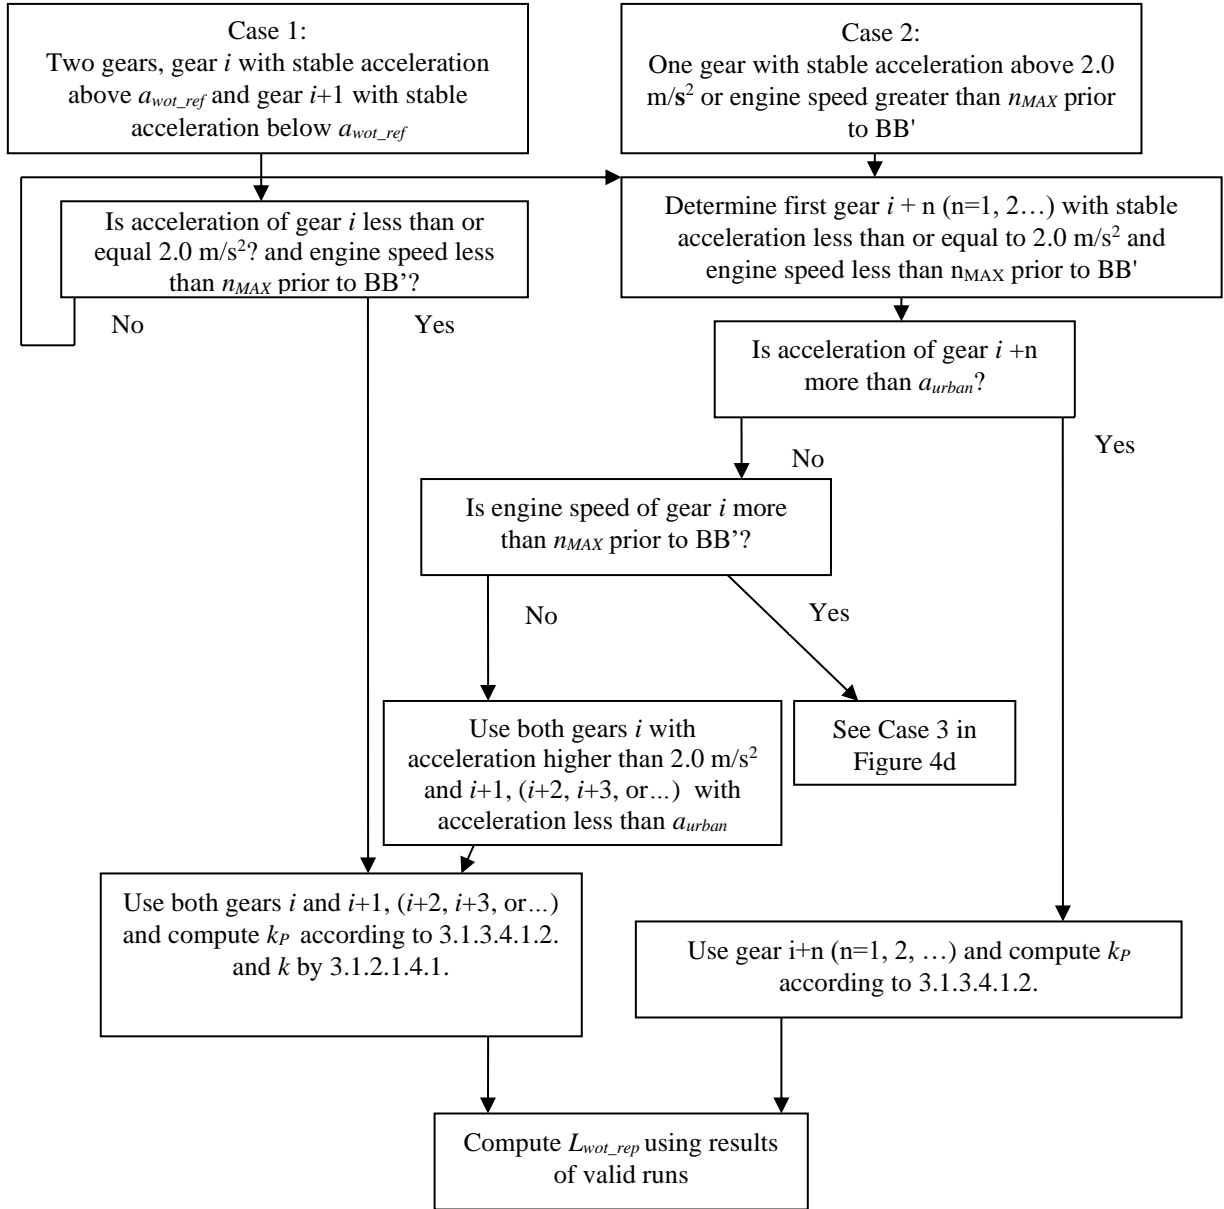 Case 1:
Two gears, gear i with stable acceleration
above a_wot_ref and gear i+1 with stable
acceleration below a_wot_ref
Case 2:
One gear with stable acceleration above 2.0
m/s² or engine speed greater than n_MAX prior
to BB'
Is acceleration of gear i less than or
equal 2.0 m/s²? and engine speed less
than n_MAX prior to BB’?
Determine first gear i + n (n=1, 2…) with stable
acceleration less than or equal to 2.0 m/s² and
engine speed less than n_MAX prior to BB'
No
Yes
Is acceleration of gear i +n
more than a_urban?
No
Yes
Is engine speed of gear i more
than n_MAX prior to BB’?
No
Yes
Use both gears i with
acceleration higher than 2.0 m/s²
and i+1, (i+2, i+3, or…) with
acceleration less than a_urban
See Case 3 in
Figure 4d
Use both gears i and i+1, (i+2, i+3, or…)
and compute k_P according to 3.1.3.4.1.2.
and k by 3.1.2.1.4.1.
Use gear i+n (n=1, 2, …) and compute k_P
according to 3.1.3.4.1.2.
Compute L_wot_rep using results
of valid runs